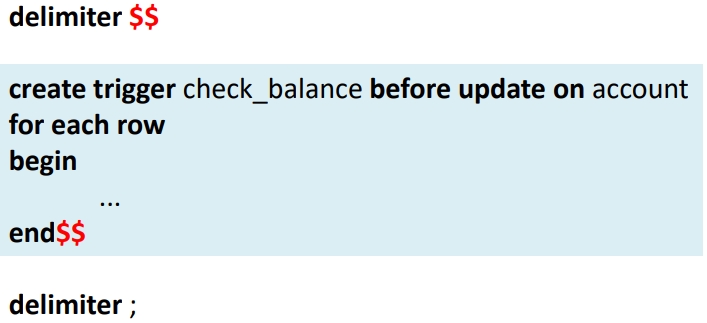 delimiter $$
create trigger check_balance before update on account
for each row
begin
...
end$$
delimiter ;